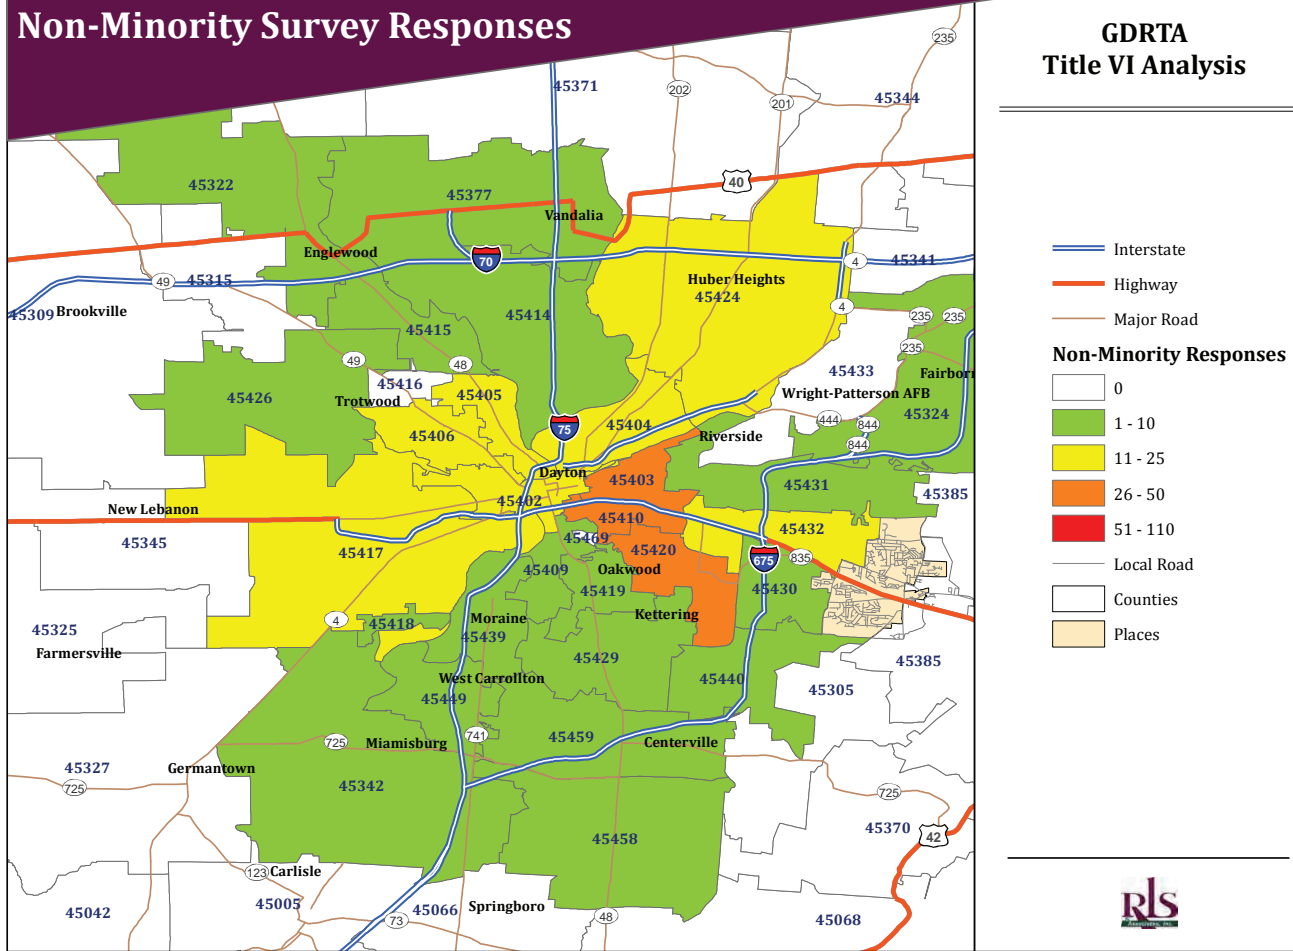 Non-Minority Survey Responses
GDRTA
Title VI Analysis
235
45371
202
201
45344
45322
45377
40
Vandalia
Englewood
70
4
45341
49
45315
Huber Heights
45424
45309
Brookville
4
235
235
45414
45415
235
49
48
45433
Fairborn
45416
Wright-Patterson AFB
45426
Trotwood
45405
45324
444
844
45406
75
45404
Riverside
844
Dayton
45403
45431
45385
45402
New Lebanon
45410
45432
45345
45417
45469
45420
675
835
45409
Oakwood
45419
45430
4
45418
Moraine
Kettering
45325
45439
Farmersville
45429
45385
West Carrollton
45440
45305
45449
725
Miamisburg
741
45459
Centerville
45327
Germantown
725
45342
725
45370
42
45458
123
Carlisle
45042
45005
73
45066
Springboro
48
45068
Interstate
Highway
Major Road
Non-Minority Responses
0
1 - 10
11 - 25
26 - 50
51 - 110
Local Road
Counties
Places
RLS
& Associates, Inc.